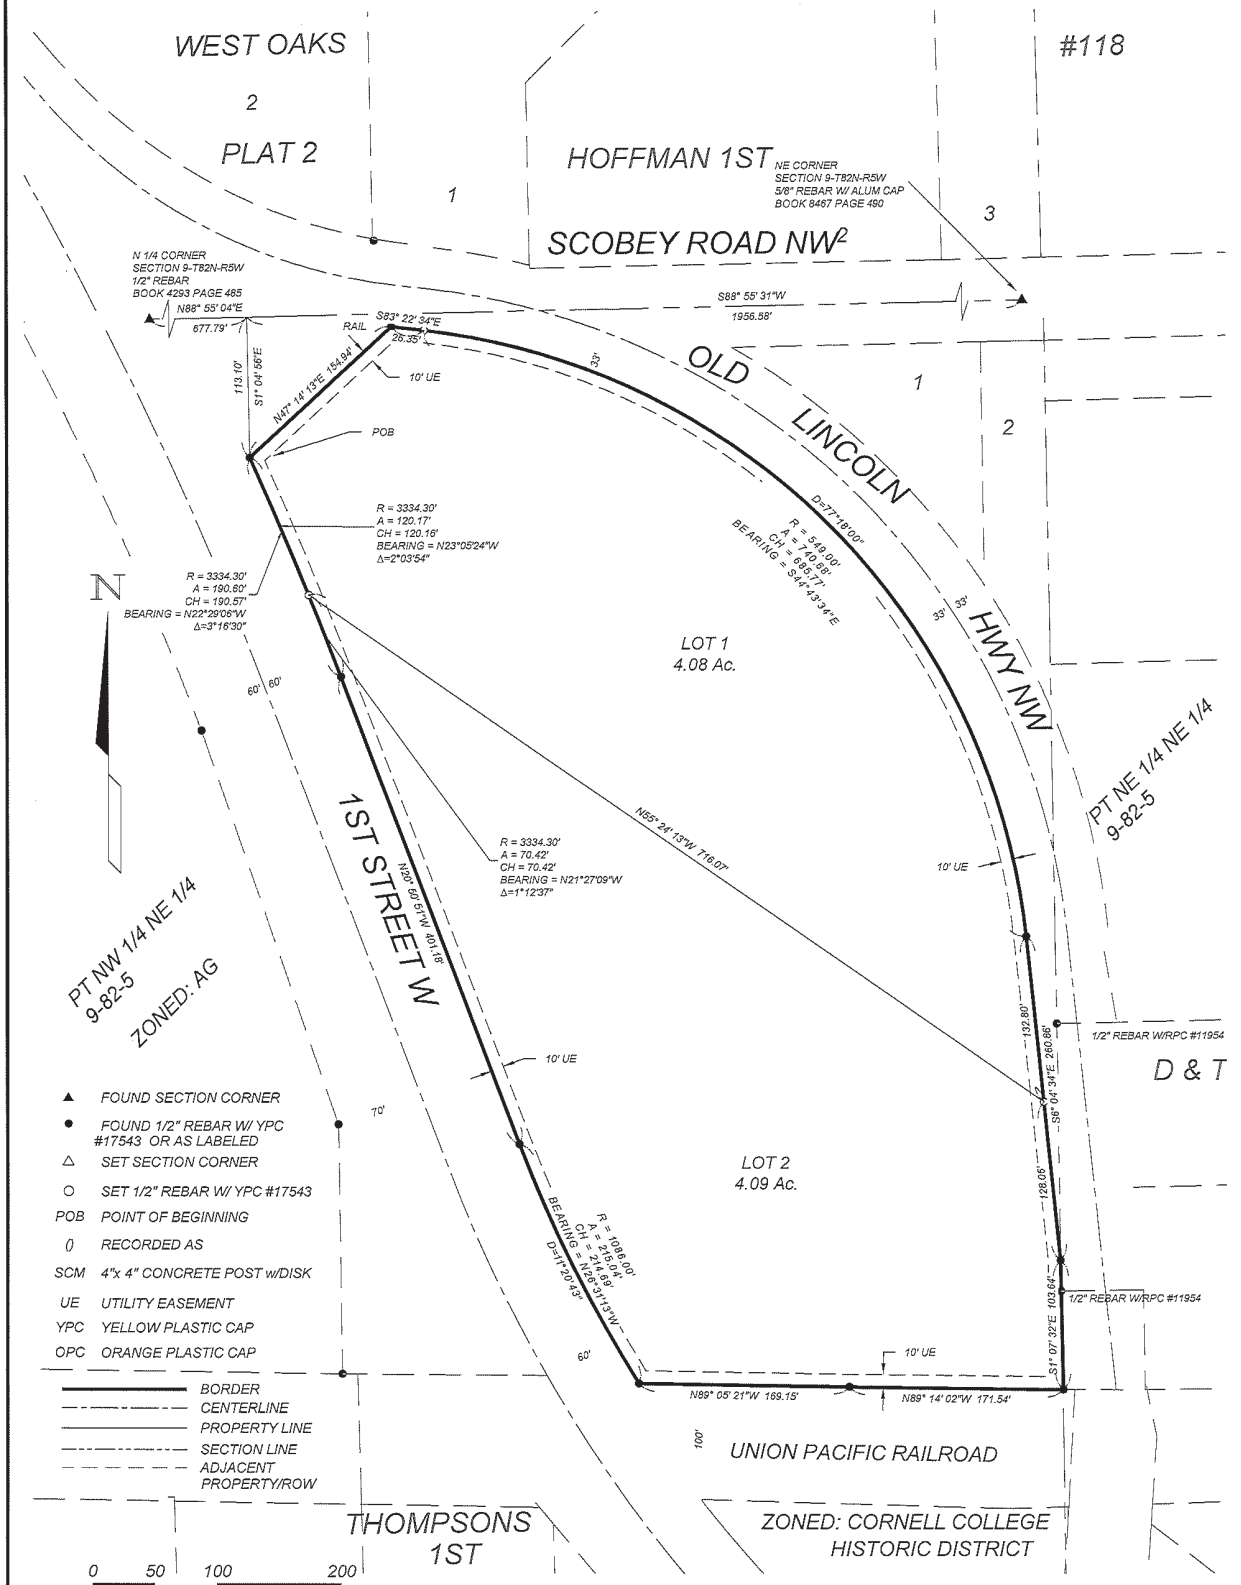 WEST OAKS
2
PLAT 2
1
#118
HOFFMAN 1ST
NE CORNER
SECTION 9-T82N-R5W
5/8" REBAR W/ ALUM CAP
BOOK 8467 PAGE 490
3
SCOBEY ROAD NW
2
N 1/4 CORNER
SECTION 9-T82N-R5W
1/2" REBAR
BOOK 4293 PAGE 485
N88° 55' 04"E
677.79'
S88° 55' 31"W
1956.58'
S83° 22' 34"E
26.35'
RAIL
113.10'
S1° 04' 56"E
N47° 14' 13"E 154.94'
10' UE
POB
33'
OLD
LINCOLN
HWY NW
1
2
R = 3334.30'
A = 120.17'
CH = 120.16'
BEARING = N23°05'24"W
Δ=2°03'54"
D=77°18'00"
R = 549.00'
A = 740.68'
CH = 685.77'
BEARING = S44°43'34"E
N
R = 3334.30'
A = 190.60'
CH = 190.57'
BEARING = N22°29'06"W
Δ=3°16'30"
33'
33'
LOT 1
4.08 Ac.
60'
60'
PT NE 1/4 NE 1/4
9-82-5
1ST STREET W
N20° 50' 51"W 401.18'
N55° 24' 13"W 716.07'
R = 3334.30'
A = 70.42'
CH = 70.42'
BEARING = N21°27'09"W
Δ=1°12'37"
10' UE
PT NW 1/4 NE 1/4
9-82-5
ZONED: AG
132.80'
S6° 04' 34"E 260.86'
1/2" REBAR W/RPC #11954
10' UE
D & T
70'
▲ FOUND SECTION CORNER
● FOUND 1/2" REBAR W/ YPC
#17543 OR AS LABELED
△ SET SECTION CORNER
○ SET 1/2" REBAR W/ YPC #17543
POB POINT OF BEGINNING
() RECORDED AS
SCM 4"x 4" CONCRETE POST w/DISK
UE UTILITY EASEMENT
YPC YELLOW PLASTIC CAP
OPC ORANGE PLASTIC CAP
LOT 2
4.09 Ac.
128.06'
R = 1086.00'
A = 215.04'
CH = 214.69'
BEARING = N26°31'13"W
D=11°20'43"
S1° 07' 32"E 103.64'
1/2" REBAR W/RPC #11954
60'
10' UE
N89° 05' 21"W 169.15'
N89° 14' 02"W 171.54'
BORDER
CENTERLINE
PROPERTY LINE
SECTION LINE
ADJACENT
PROPERTY/ROW
100'
UNION PACIFIC RAILROAD
THOMPSONS
1ST
ZONED: CORNELL COLLEGE
HISTORIC DISTRICT
0 50 100 200